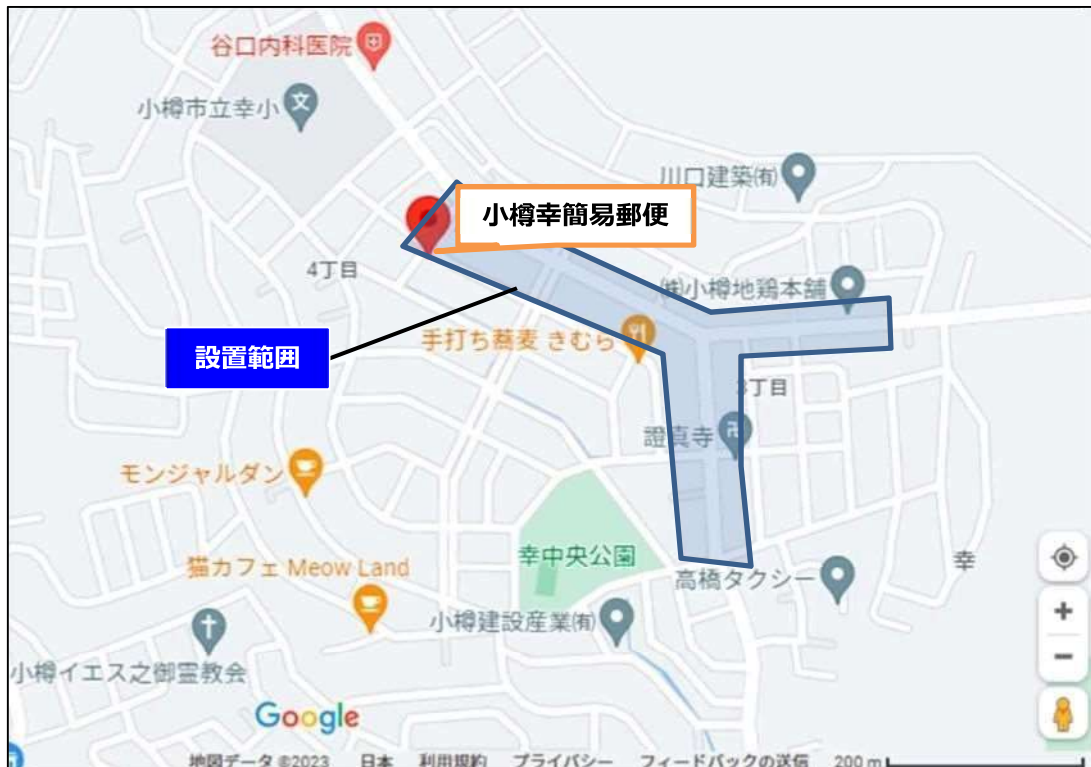 谷口内科医院
小樽市立幸小
川口建築㈲
小樽幸簡易郵便
4丁目
㈱小樽地鶏本舗
手打ち蕎麦 きむら
設置範囲
3丁目
證真寺
モンジャルダン
幸中央公園
幸
猫カフェ Meow Land
高橋タクシー
小樽建設産業㈲
小樽イエス之御霊教会
Google
地図データ ©2023 日本 利用規約 プライバシー フィードバックの送信 200 m